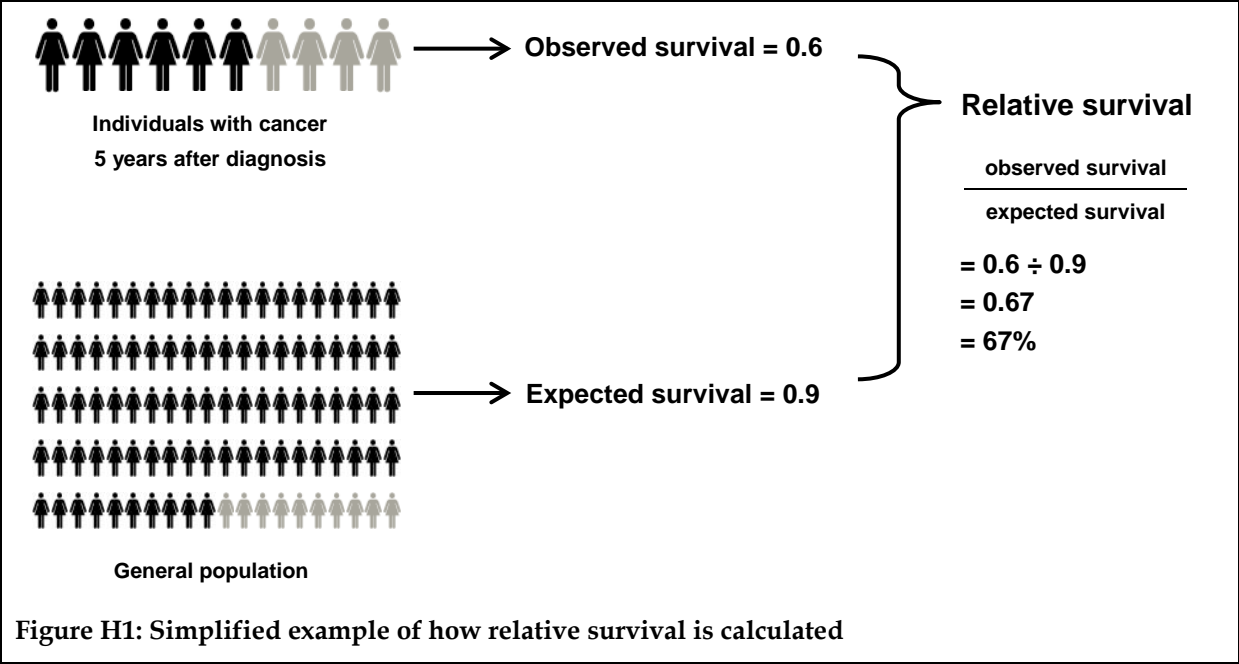 Observed survival = 0.6
Individuals with cancer
5 years after diagnosis
Relative survival
observed survival
expected survival
= 0.6 ÷ 0.9
= 0.67
= 67%
Expected survival = 0.9
General population
Figure H1: Simplified example of how relative survival is calculated